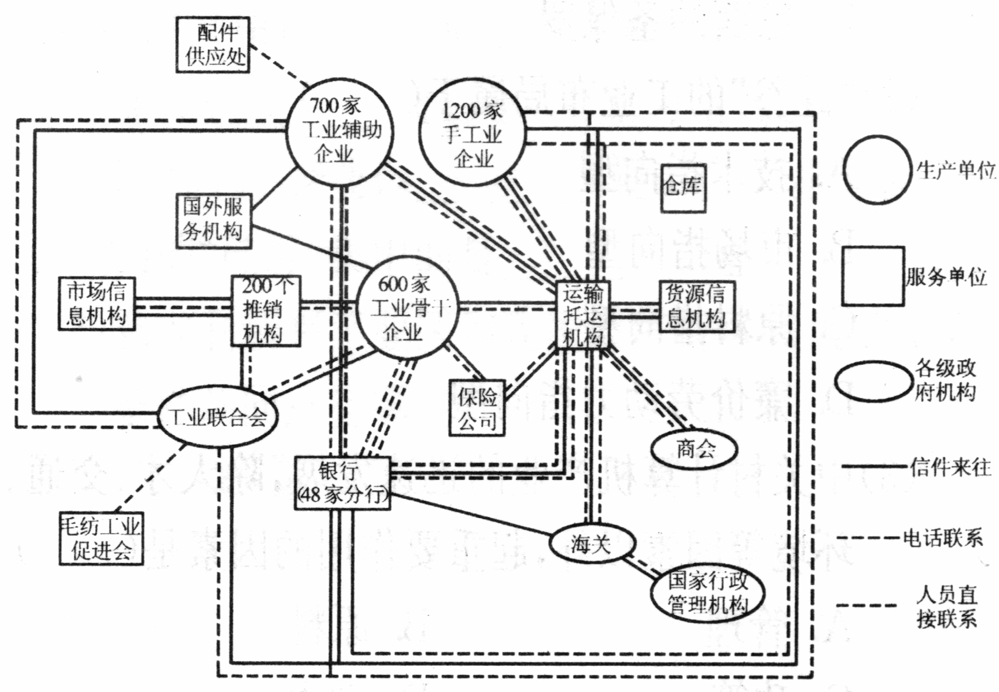 配件
供应处
700家
工业辅助
企业
1200家
手工业
企业
仓库
国外服
务机构
市场信
息机构
200个
推销
机构
600家
工业骨干
企业
运输
托运
机构
货源信
息机构
工业联合会
保险
公司
商会
银行
(48家分行)
毛纺工业
促进会
海关
国家行政
管理机构
生产单位
服务单位
各级政
府机构
信件来往
电话联系
人员直
接联系